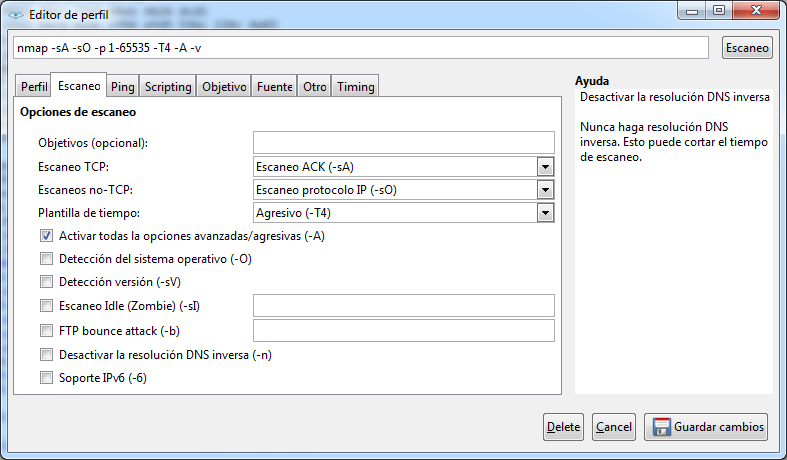 Editor de perfil
nmap -sA -sO -p 1-65535 -T4 -A -v
Escaneo
Perfil Escaneo Ping Scripting Objetivo Fuente Otro Timing
Opciones de escaneo
Objetivos (opcional):
Escaneo TCP: Escaneo ACK (-sA)
Escaneos no-TCP: Escaneo protocolo IP (-sO)
Plantilla de tiempo: Agresivo (-T4)
Activar todas la opciones avanzadas/agresivas (-A)
Detección del sistema operativo (-O)
Detección versión (-sV)
Escaneo Idle (Zombie) (-sI)
FTP bounce attack (-b)
Desactivar la resolución DNS inversa (-n)
Soporte IPv6 (-6)
Ayuda
Desactivar la resolución DNS inversa
Nunca haga resolución DNS
inversa. Esto puede cortar el tiempo
de escaneo.
Delete
Cancel
Guardar cambios